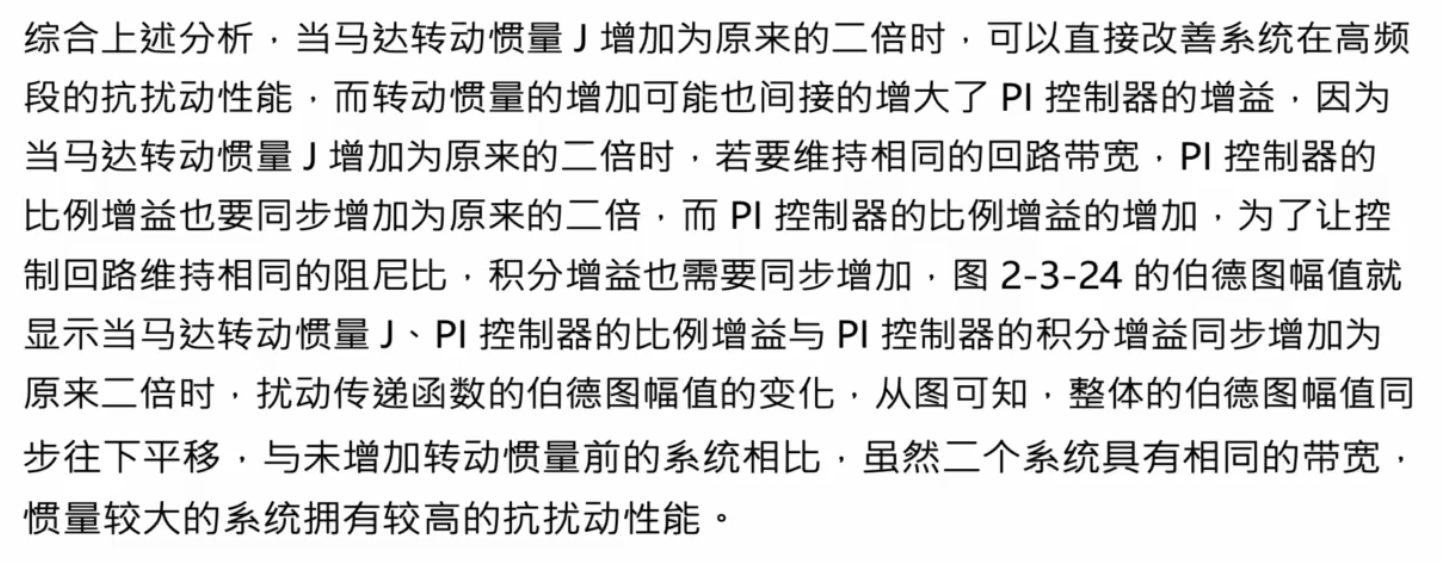 综合上述分析，当马达转动惯量 J 增加为原来的二倍时，可以直接改善系统在高频
段的抗扰动性能，而转动惯量的增加可能也间接的增大了 PI 控制器的增益，因为
当马达转动惯量 J 增加为原来的二倍时，若要维持相同的回路带宽，PI 控制器的
比例增益也要同步增加为原来的二倍，而 PI 控制器的比例增益的增加，为了让控
制回路维持相同的阻尼比，积分增益也需要同步增加，图 2-3-24 的伯德图幅值就
显示当马达转动惯量 J、PI 控制器的比例增益与 PI 控制器的积分增益同步增加为
原来二倍时，扰动传递函数的伯德图幅值的变化，从图可知，整体的伯德图幅值同
步往下平移，与未增加转动惯量前的系统相比，虽然二个系统具有相同的带宽，
惯量较大的系统拥有较高的抗扰动性能。